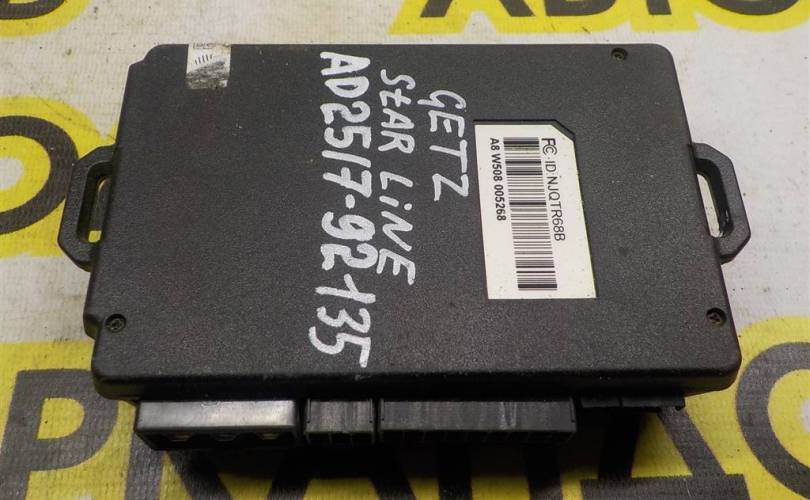 GETZ
StAR LiNE
AD25/7-92135
FC ID:NJQTR68B
A8 W508 005268